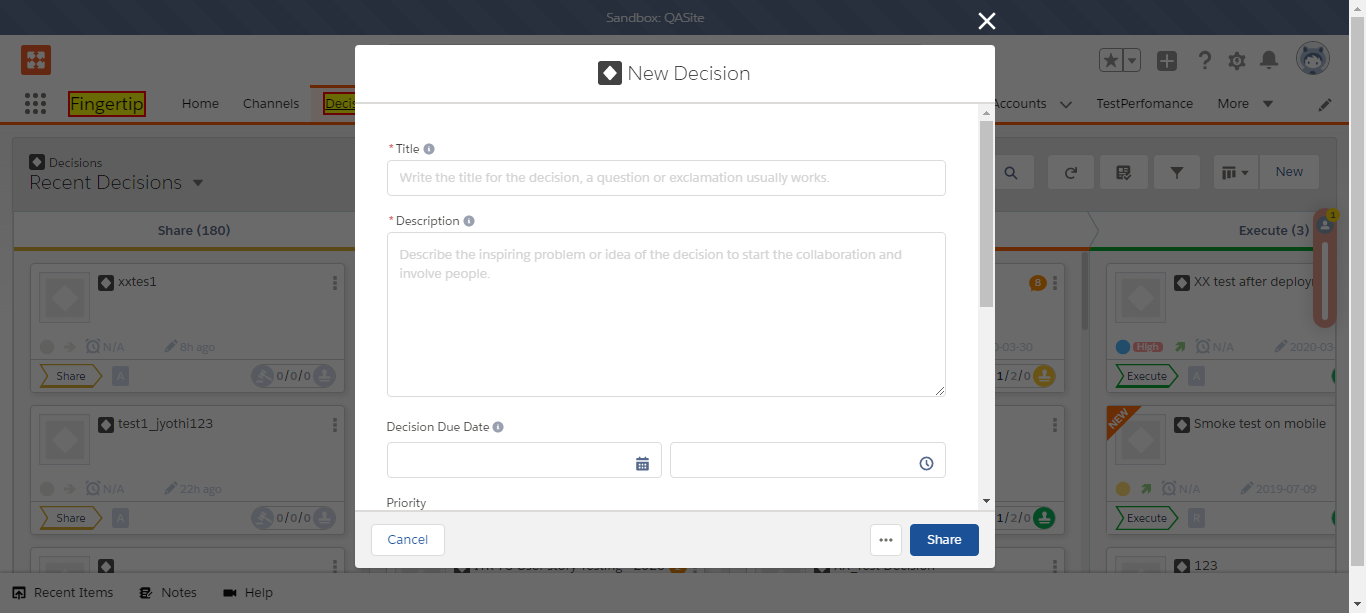 Sandbox: QASite
Fingertip
Home
Channels
Decis
Accounts
TestPerfomance
More
Decisions
Recent Decisions
New
Share (180)
Execute (3)
xxtes1
N/A
8h ago
Share
A
0/0/0
test1_jyothi123
N/A
22h ago
Share
A
0/0/0
New Decision
* Title
Write the title for the decision, a question or exclamation usually works.
* Description
Describe the inspiring problem or idea of the decision to start the collaboration and
involve people.
Decision Due Date
Priority
Cancel
Share
8
-03-30
1/2/0
1/2/0
1
XX test after deploym
High
N/A
2020-03
Execute
A
NEW
Smoke test on mobile
N/A
2019-07-09
Execute
R
123
Recent Items
Notes
Help